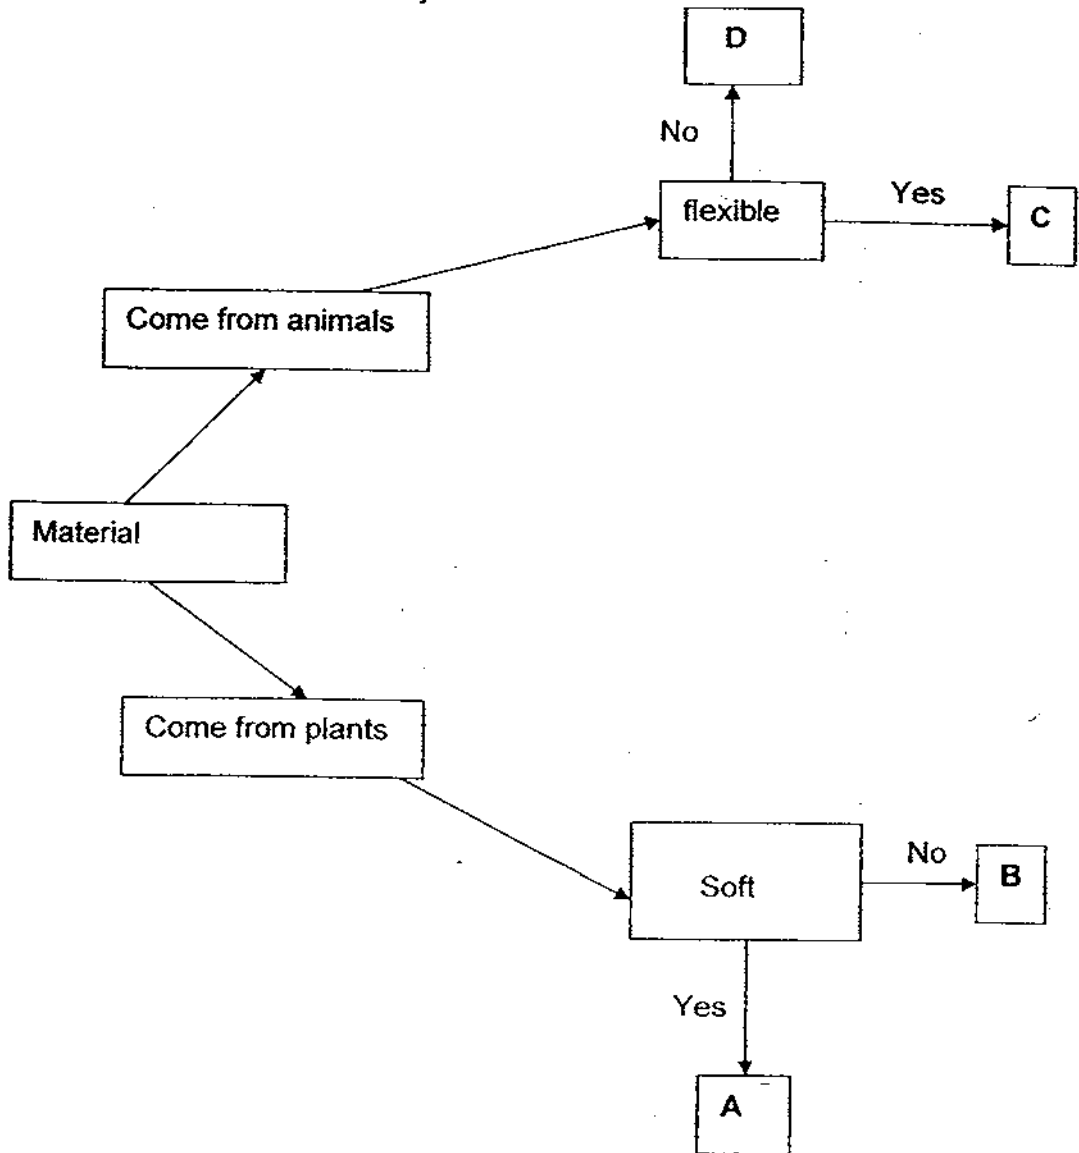 D
No
flexible
Yes
C
Come from animals
Material
Come from plants
Soft
No
B
Yes
A